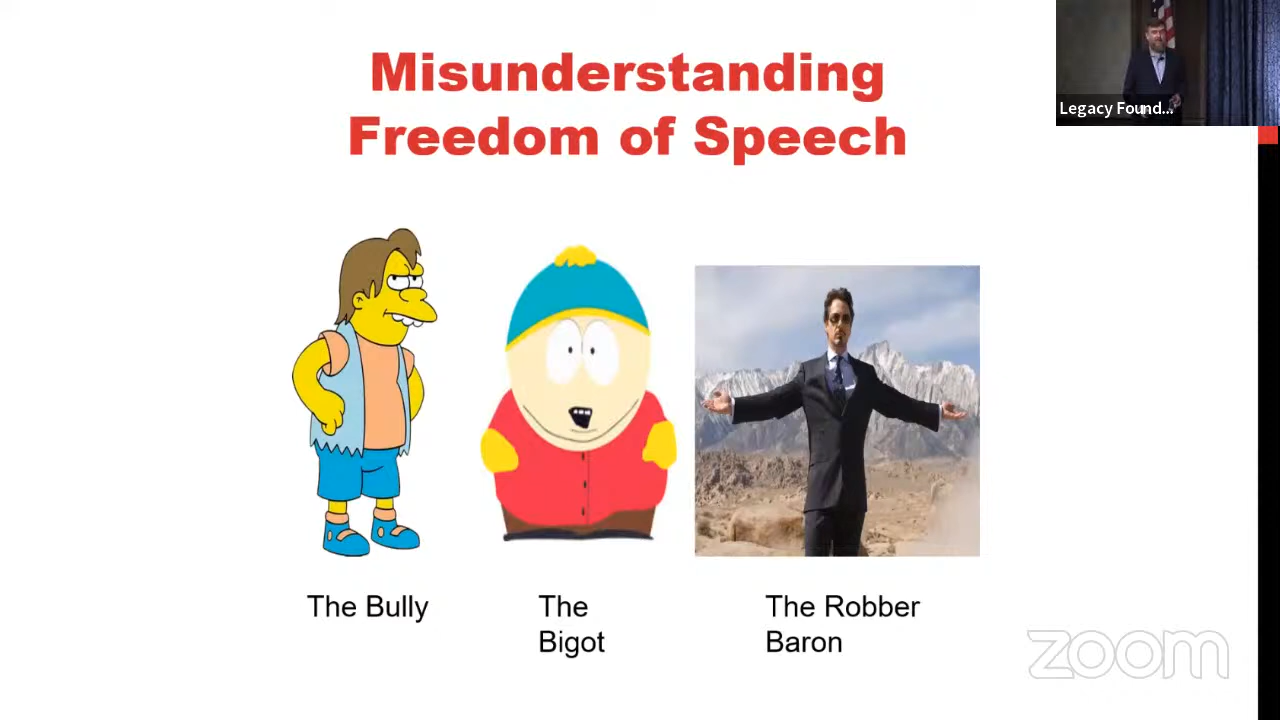 Misunderstanding
Freedom of Speech
Legacy Found...
The Bully
The
Bigot
The Robber
Baron
zoom